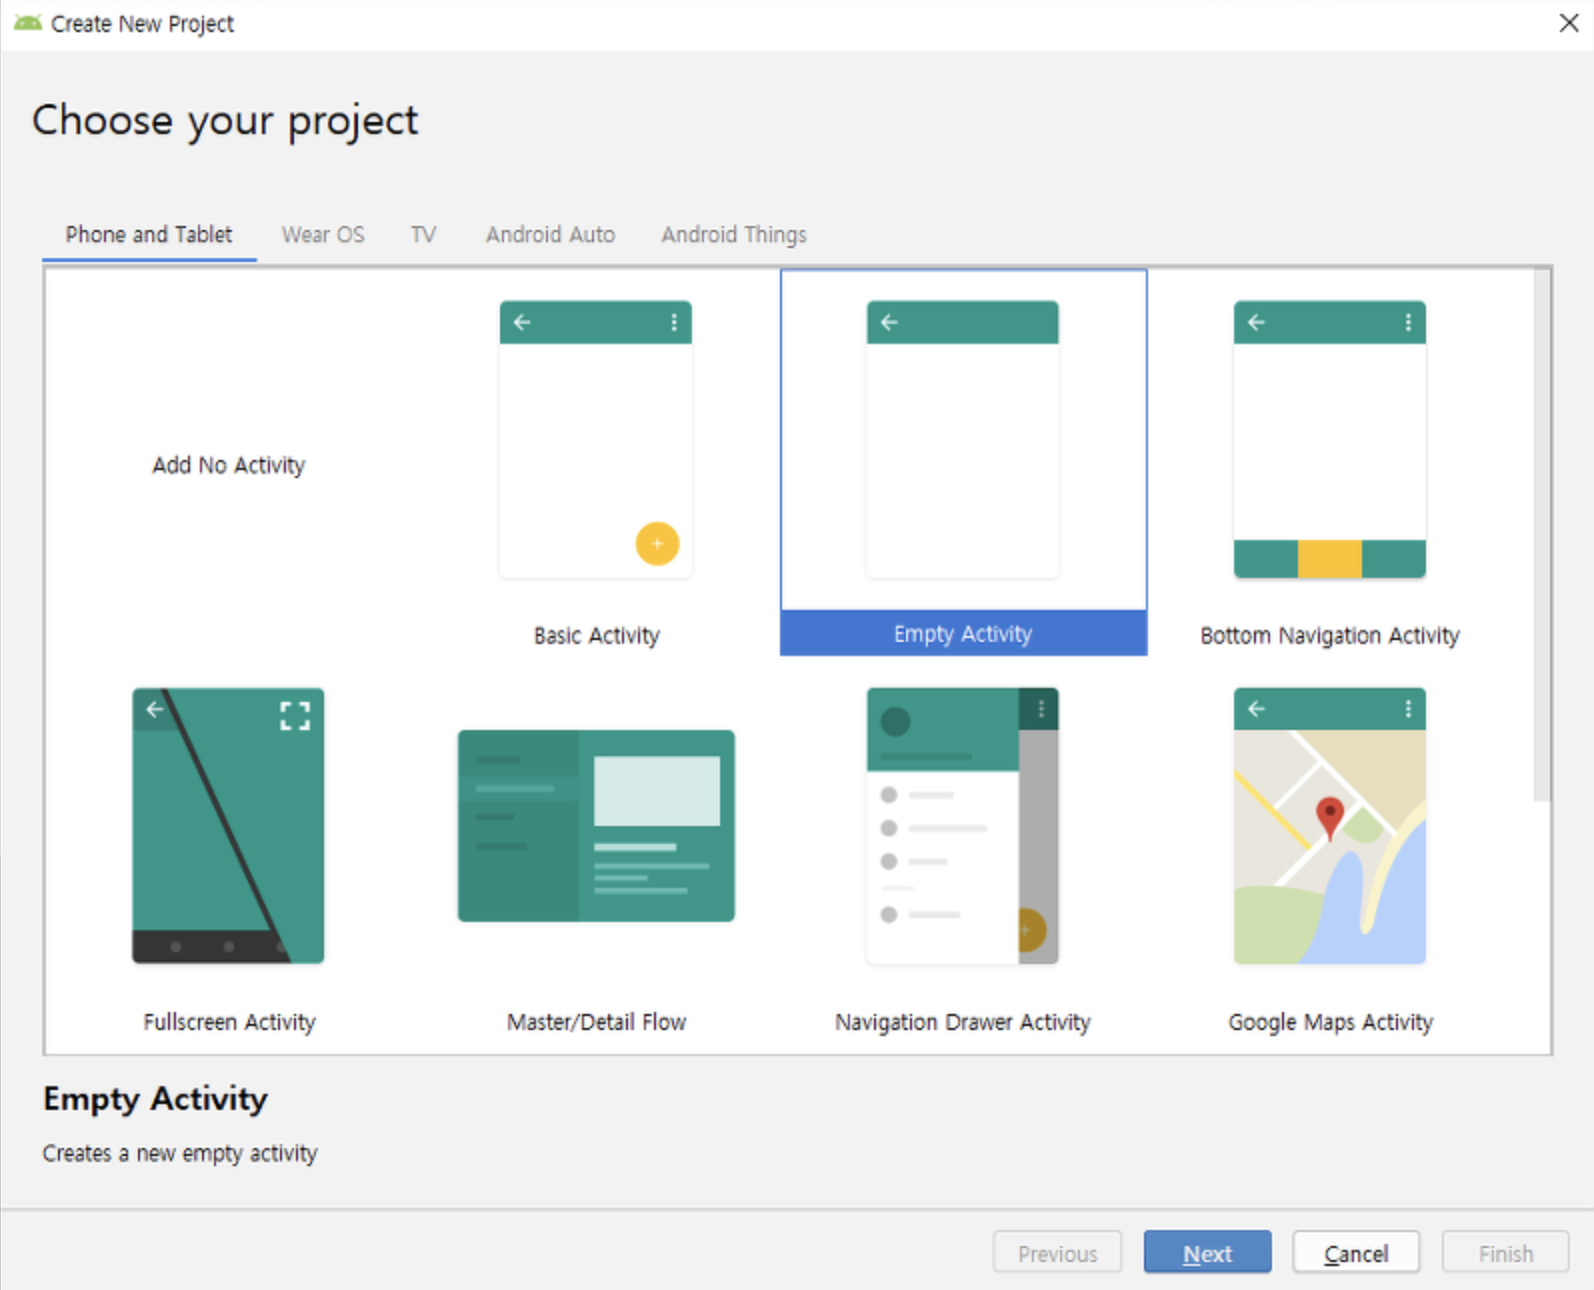 Create New Project
Choose your project
Phone and Tablet Wear OS TV Android Auto Android Things
Add No Activity
Basic Activity
Empty Activity
Bottom Navigation Activity
Fullscreen Activity
Master/Detail Flow
Navigation Drawer Activity
Google Maps Activity
Empty Activity
Creates a new empty activity
Previous Next Cancel Finish